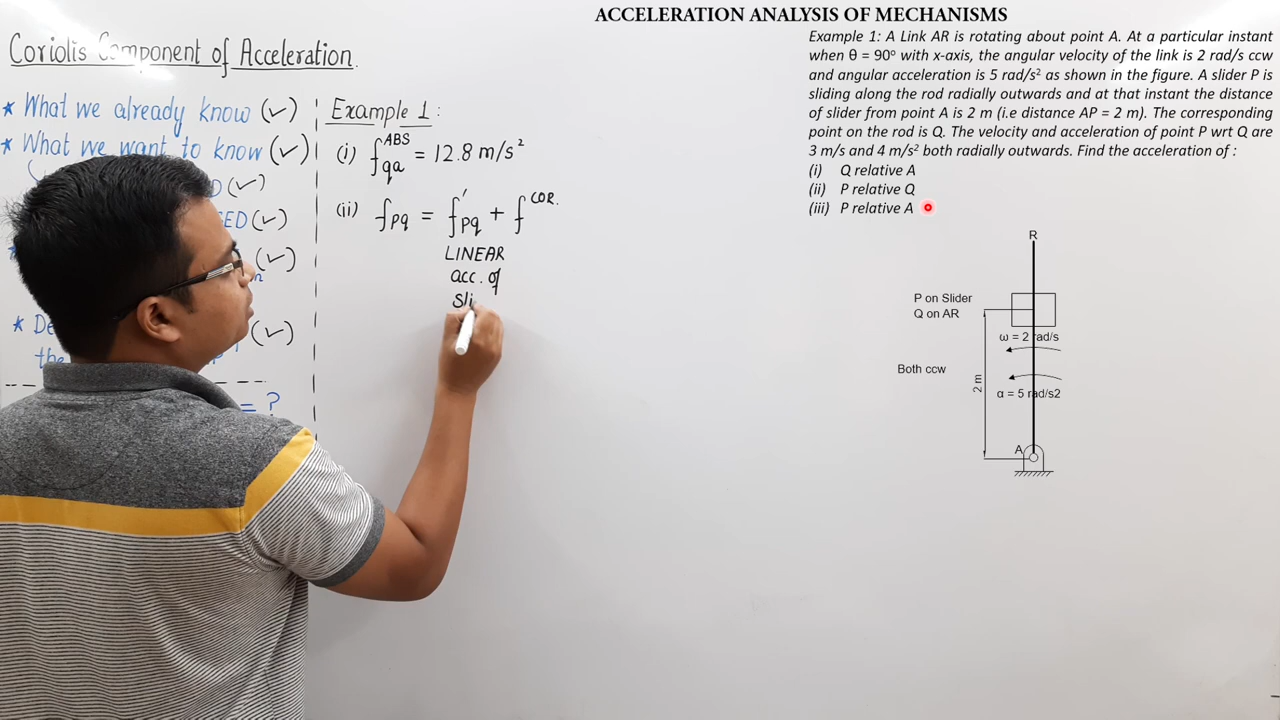 ACCELERATION ANALYSIS OF MECHANISMS
Coriolis Component of Acceleration.
* What we already know (✓)
* What we want to know (✓)
D (✓)
ED (✓)
(✓)
* De
(✓)
the
= ?
Example 1:
(i) f_qa^ABS = 12.8 m/s²
(ii) f_pq = f'_pq + f^COR.
LINEAR
acc. of
Sli
Example 1: A Link AR is rotating about point A. At a particular instant
when θ = 90° with x-axis, the angular velocity of the link is 2 rad/s ccw
and angular acceleration is 5 rad/s² as shown in the figure. A slider P is
sliding along the rod radially outwards and at that instant the distance
of slider from point A is 2 m (i.e distance AP = 2 m). The corresponding
point on the rod is Q. The velocity and acceleration of point P wrt Q are
3 m/s and 4 m/s² both radially outwards. Find the acceleration of :
(i) Q relative A
(ii) P relative Q
(iii) P relative A
R
P on Slider
Q on AR
ω = 2 rad/s
Both ccw
2 m
α = 5 rad/s2
A